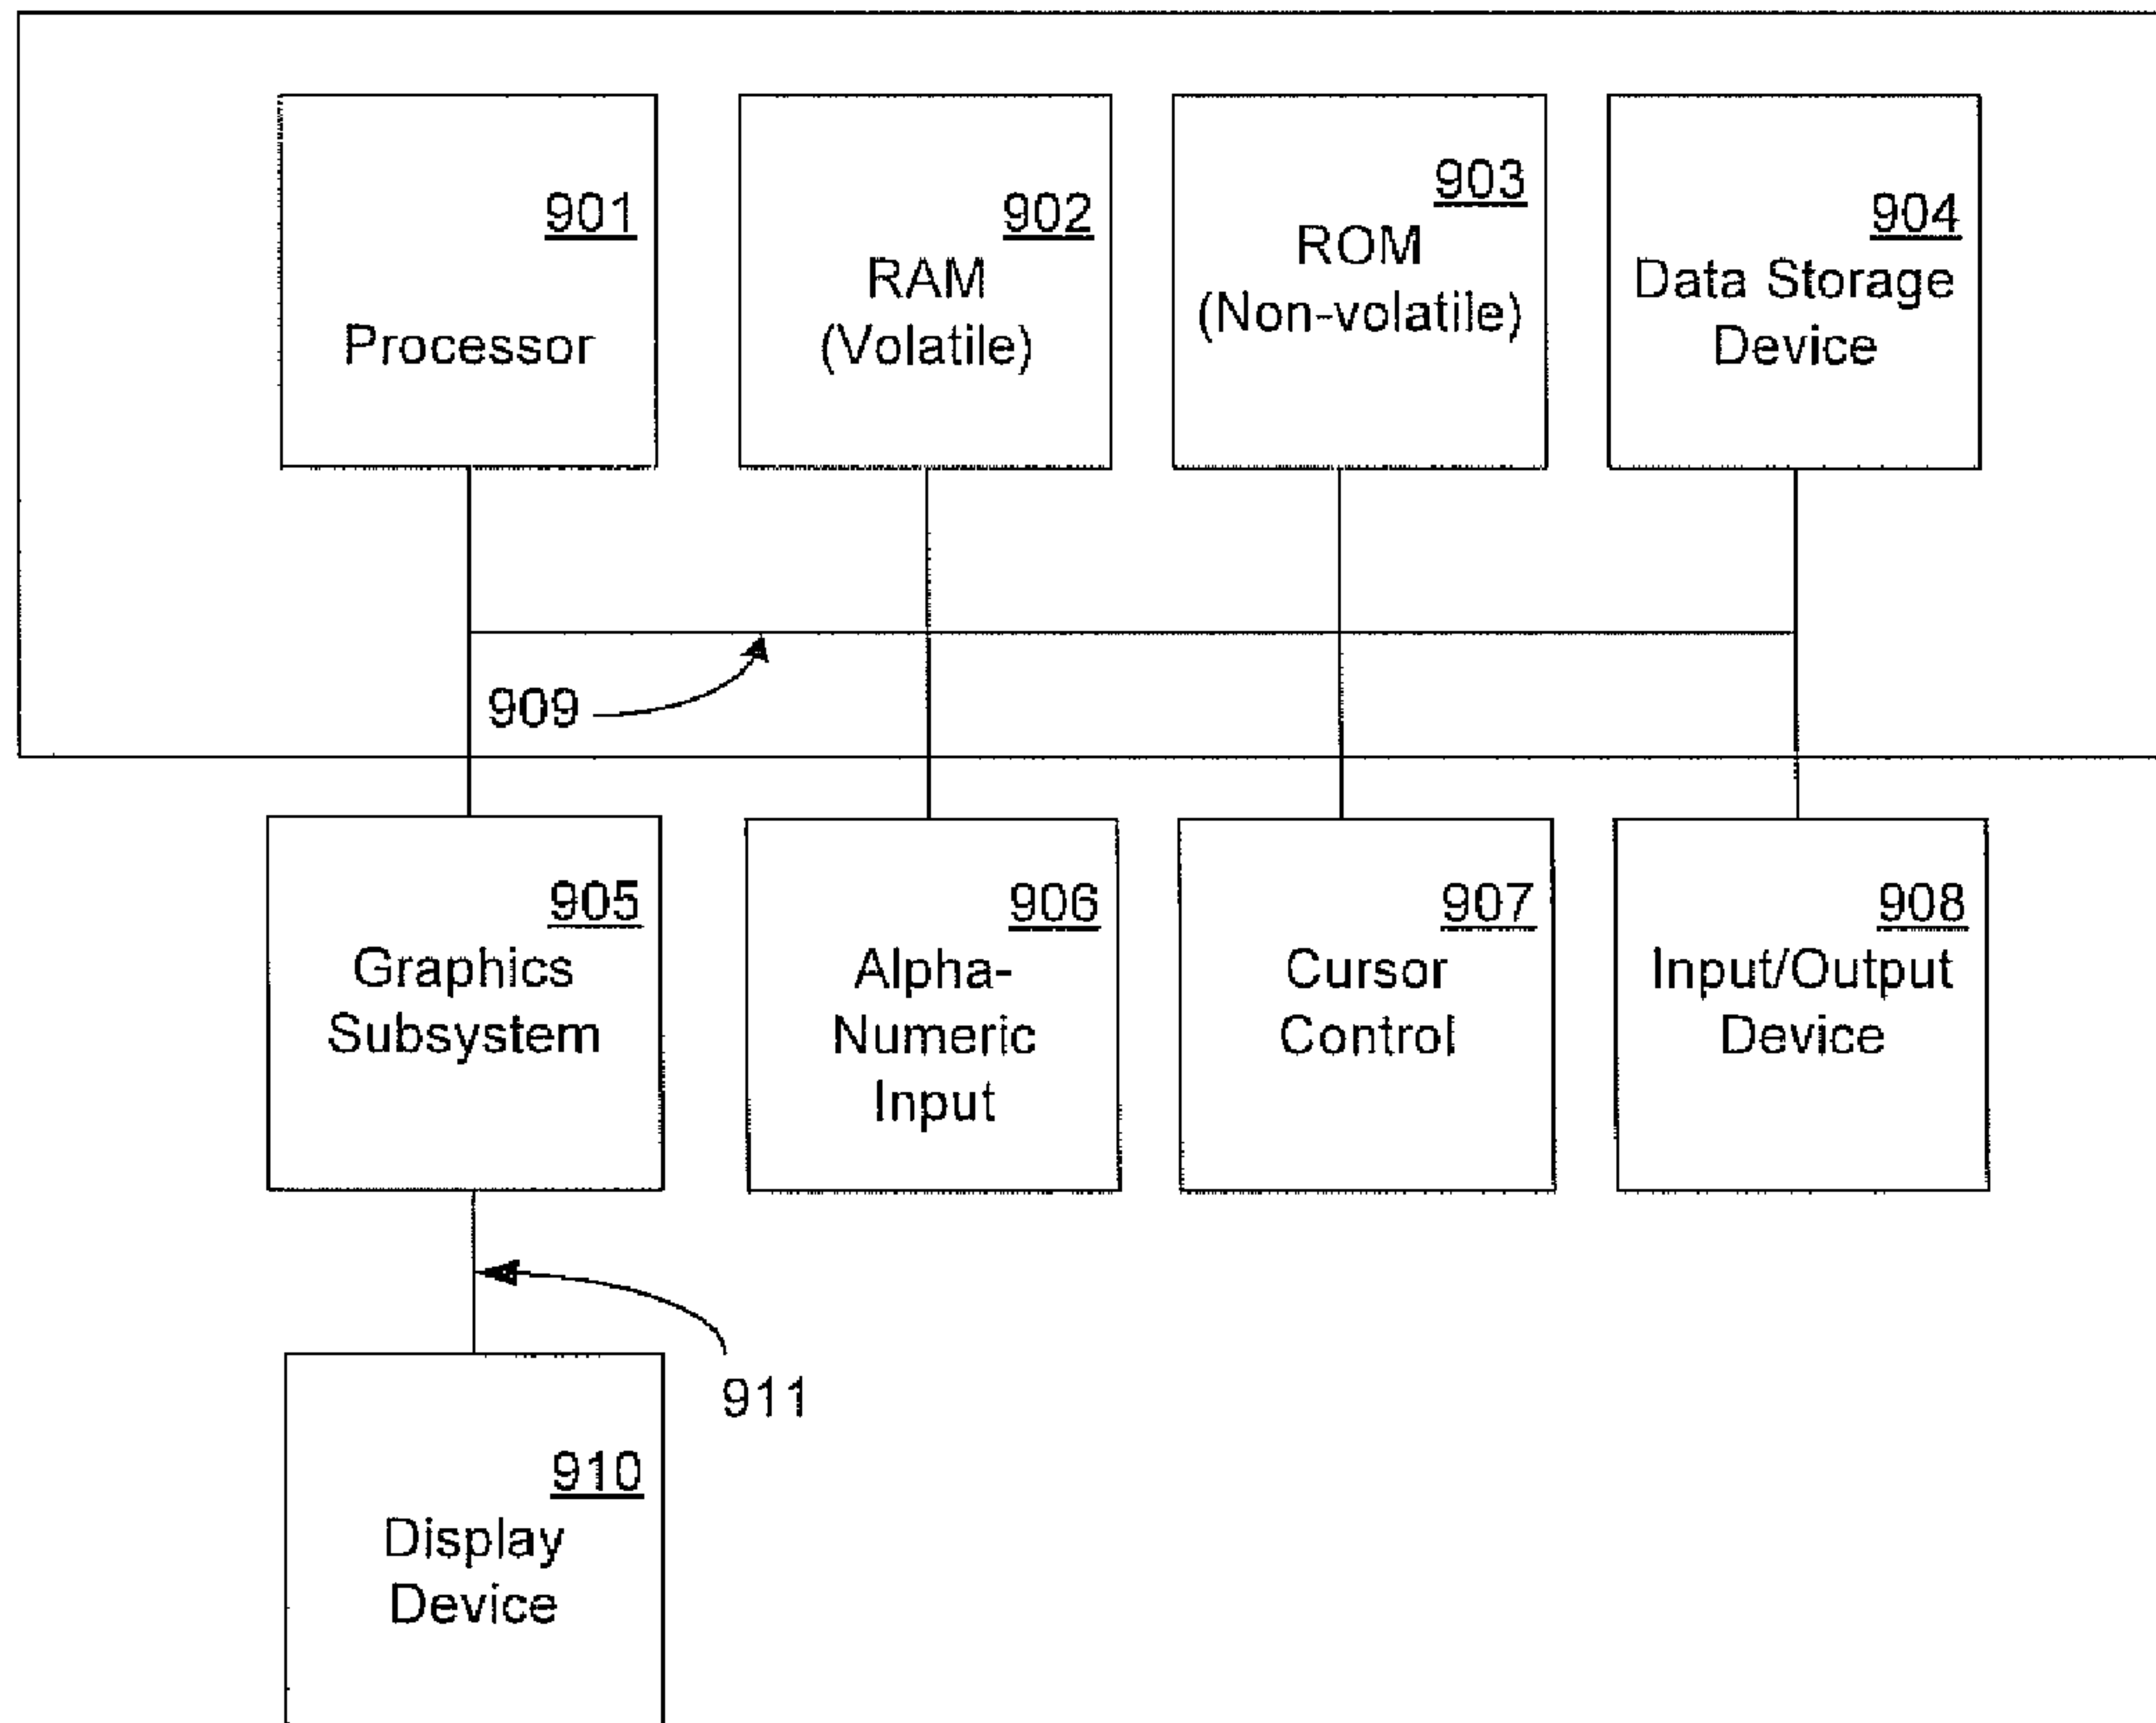 901
Processor
902
RAM
(Volatile)
903
ROM
(Non-volatile)
904
Data Storage
Device
909
905
Graphics
Subsystem
906
Alpha-
Numeric
Input
907
Cursor
Control
908
Input/Output
Device
911
910
Display
Device